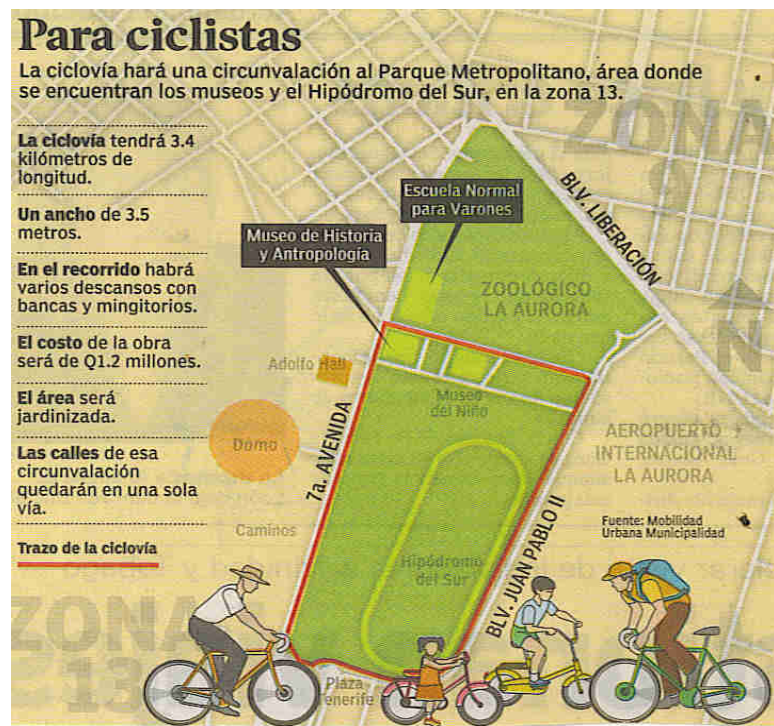 Para ciclistas
La ciclovía hará una circunvalación al Parque Metropolitano, área donde
se encuentran los museos y el Hipódromo del Sur, en la zona 13.
La ciclovía tendrá 3.4
kilómetros de
longitud.
Un ancho de 3.5
metros.
En el recorrido habrá
varios descansos con
bancas y mingitorios.
El costo de la obra
será de Q1.2 millones.
El área será
jardinizada.
Las calles de esa
circunvalación
quedarán en una sola
vía.
Trazo de la ciclovía
ZONA
9
BLV. LIBERACIÓN
Escuela Normal
para Varones
Museo de Historia
y Antropología
ZOOLÓGICO
LA AURORA
N
Adolfo Hall
Museo
del Niño
7a. AVENIDA
Domo
AEROPUERTO
INTERNACIONAL
LA AURORA
Caminos
Hipódromo
del Sur
BLV. JUAN PABLO II
Fuente: Mobilidad
Urbana Municipalidad
ZONA
13
Plaza
Tenerife